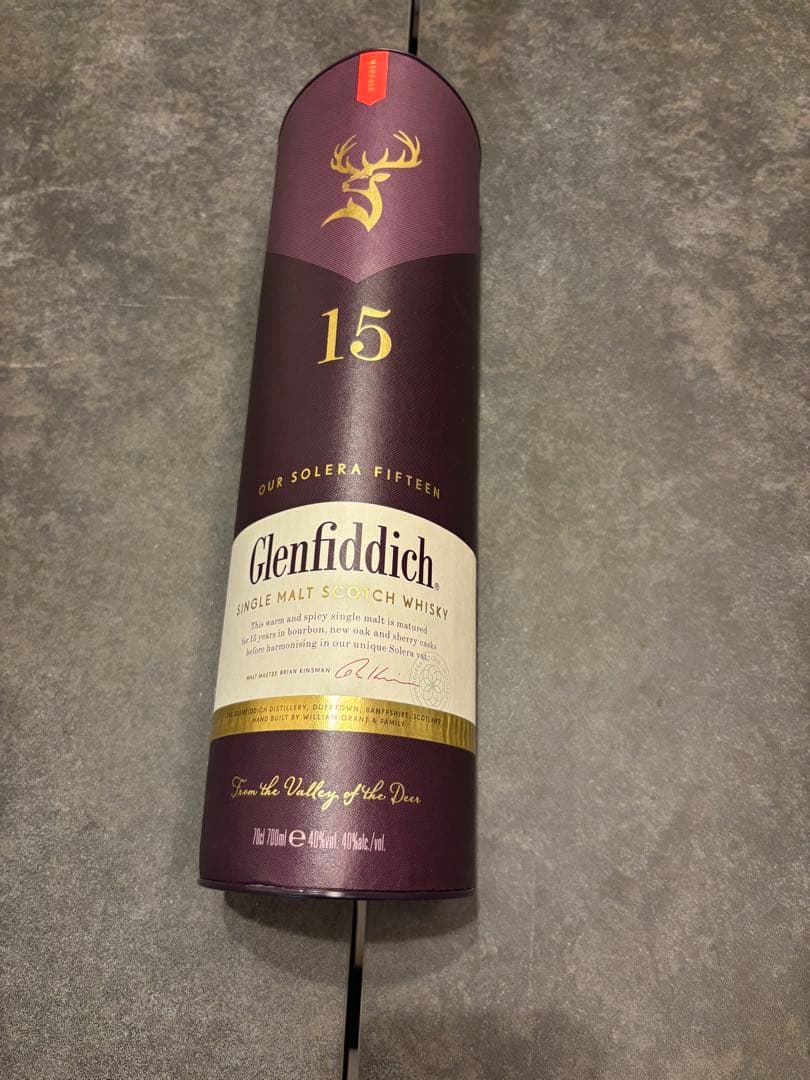 15
OUR SOLERA FIFTEEN
Glenfiddich®
SINGLE MALT SCOTCH WHISKY
This warm and spicy single malt is matured
for 15 years in bourbon, new oak and sherry casks
before harmonising in our unique Solera vat.
MALT MASTER BRIAN KINSMAN
THE GLENFIDDICH DISTILLERY, DUFFTOWN, BANFFSHIRE, SCOTLAND
HAND BUILT BY WILLIAM GRANT & FAMILY
From the Valley of the Deer
70cl 700ml e 40%vol. 40%alc./vol.